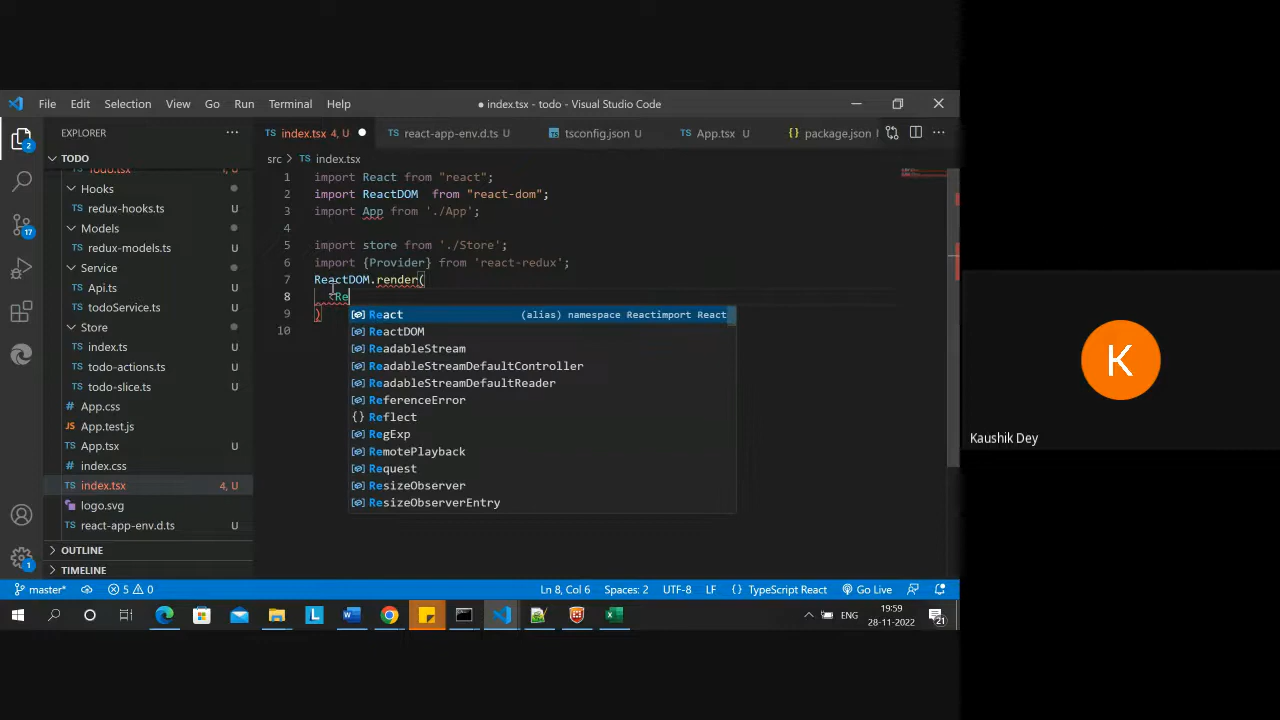 File Edit Selection View Go Run Terminal Help
● index.tsx - todo - Visual Studio Code
EXPLORER
TODO
Todo.tsx 1, U
Hooks
redux-hooks.ts U
Models
redux-models.ts U
Service
Api.ts U
todoService.ts U
Store
index.ts U
todo-actions.ts U
todo-slice.ts U
App.css
App.test.js
App.tsx U
index.css
index.tsx 4, U
logo.svg
react-app-env.d.ts U
OUTLINE
TIMELINE
index.tsx 4, U ●
react-app-env.d.ts U
tsconfig.json U
App.tsx U
package.json U
src > index.tsx
1 import React from "react";
2 import ReactDOM from "react-dom";
3 import App from './App';
4
5 import store from './Store';
6 import {Provider} from 'react-redux';
7 ReactDOM.render(
8 <Re
9 )
10
React (alias) namespace Reactimport React
ReactDOM
ReadableStream
ReadableStreamDefaultController
ReadableStreamDefaultReader
ReferenceError
Reflect
RegExp
RemotePlayback
Request
ResizeObserver
ResizeObserverEntry
master* 5 0 Ln 8, Col 6 Spaces: 2 UTF-8 LF TypeScript React Go Live
ENG 19:59
28-11-2022
21
K
Kaushik Dey